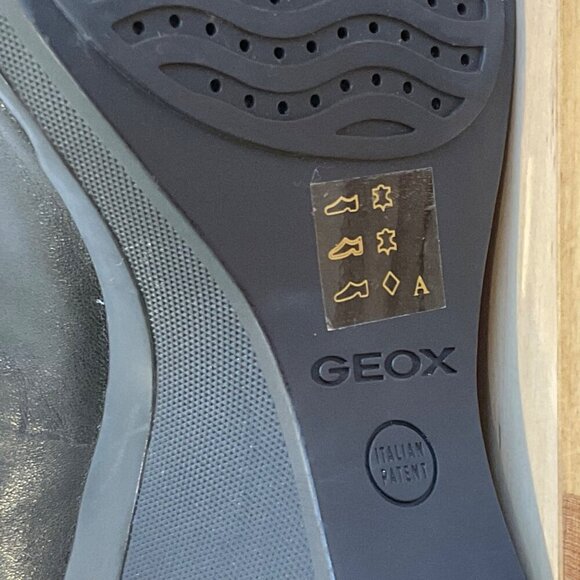 A
GEOX
ITALIAN
PATENT